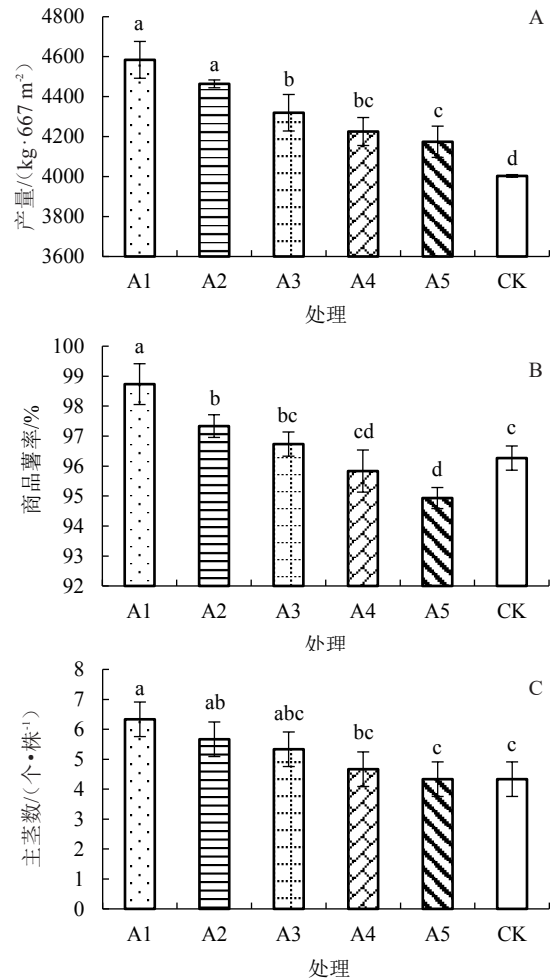 A
4800
4600
4400
4200
4000
3800
3600
产量/(kg·667 m⁻²)
a
a
b
bc
c
d
A1 A2 A3 A4 A5 CK
处理
B
100
99
98
97
96
95
94
93
92
商品薯率/%
a
b
bc
cd
d
c
A1 A2 A3 A4 A5 CK
处理
C
8
7
6
5
4
3
2
1
0
主茎数/(个•株⁻¹)
a
ab
abc
bc
c
c
A1 A2 A3 A4 A5 CK
处理